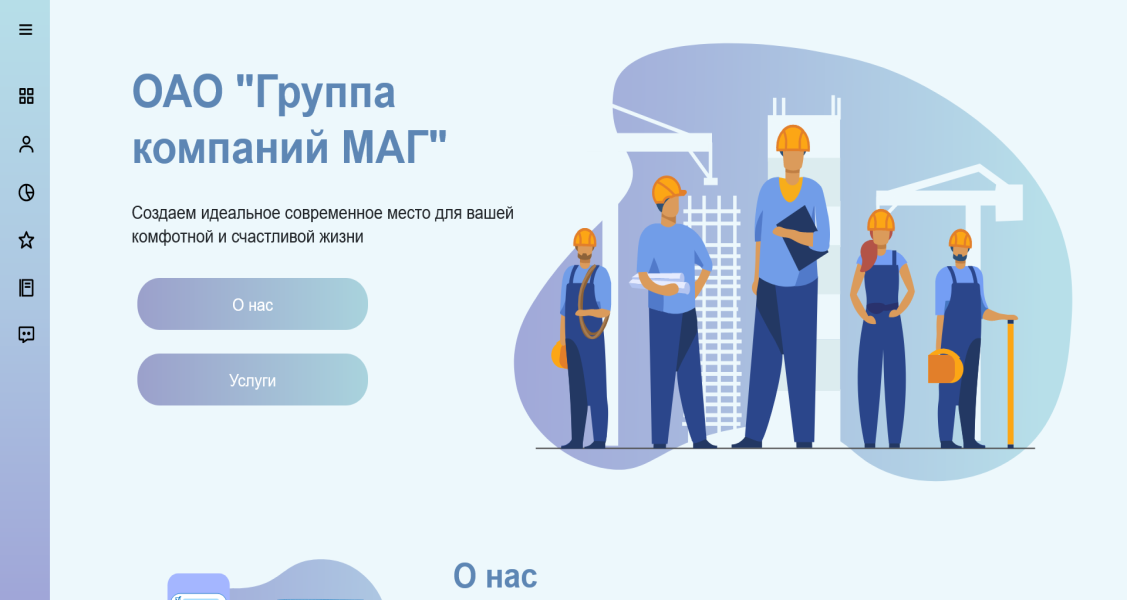 ОАО "Группа
компаний МАГ"
Создаем идеальное современное место для вашей
комфотной и счастливой жизни
О нас
Услуги
О нас